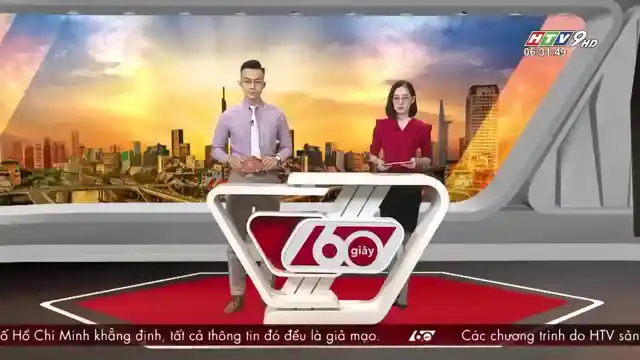 HTV9 HD
06:31:49
60 giây
ố Hồ Chí Minh khẳng định, tất cả thông tin đó đều là giả mạo. 60 Các chương trình do HTV sản